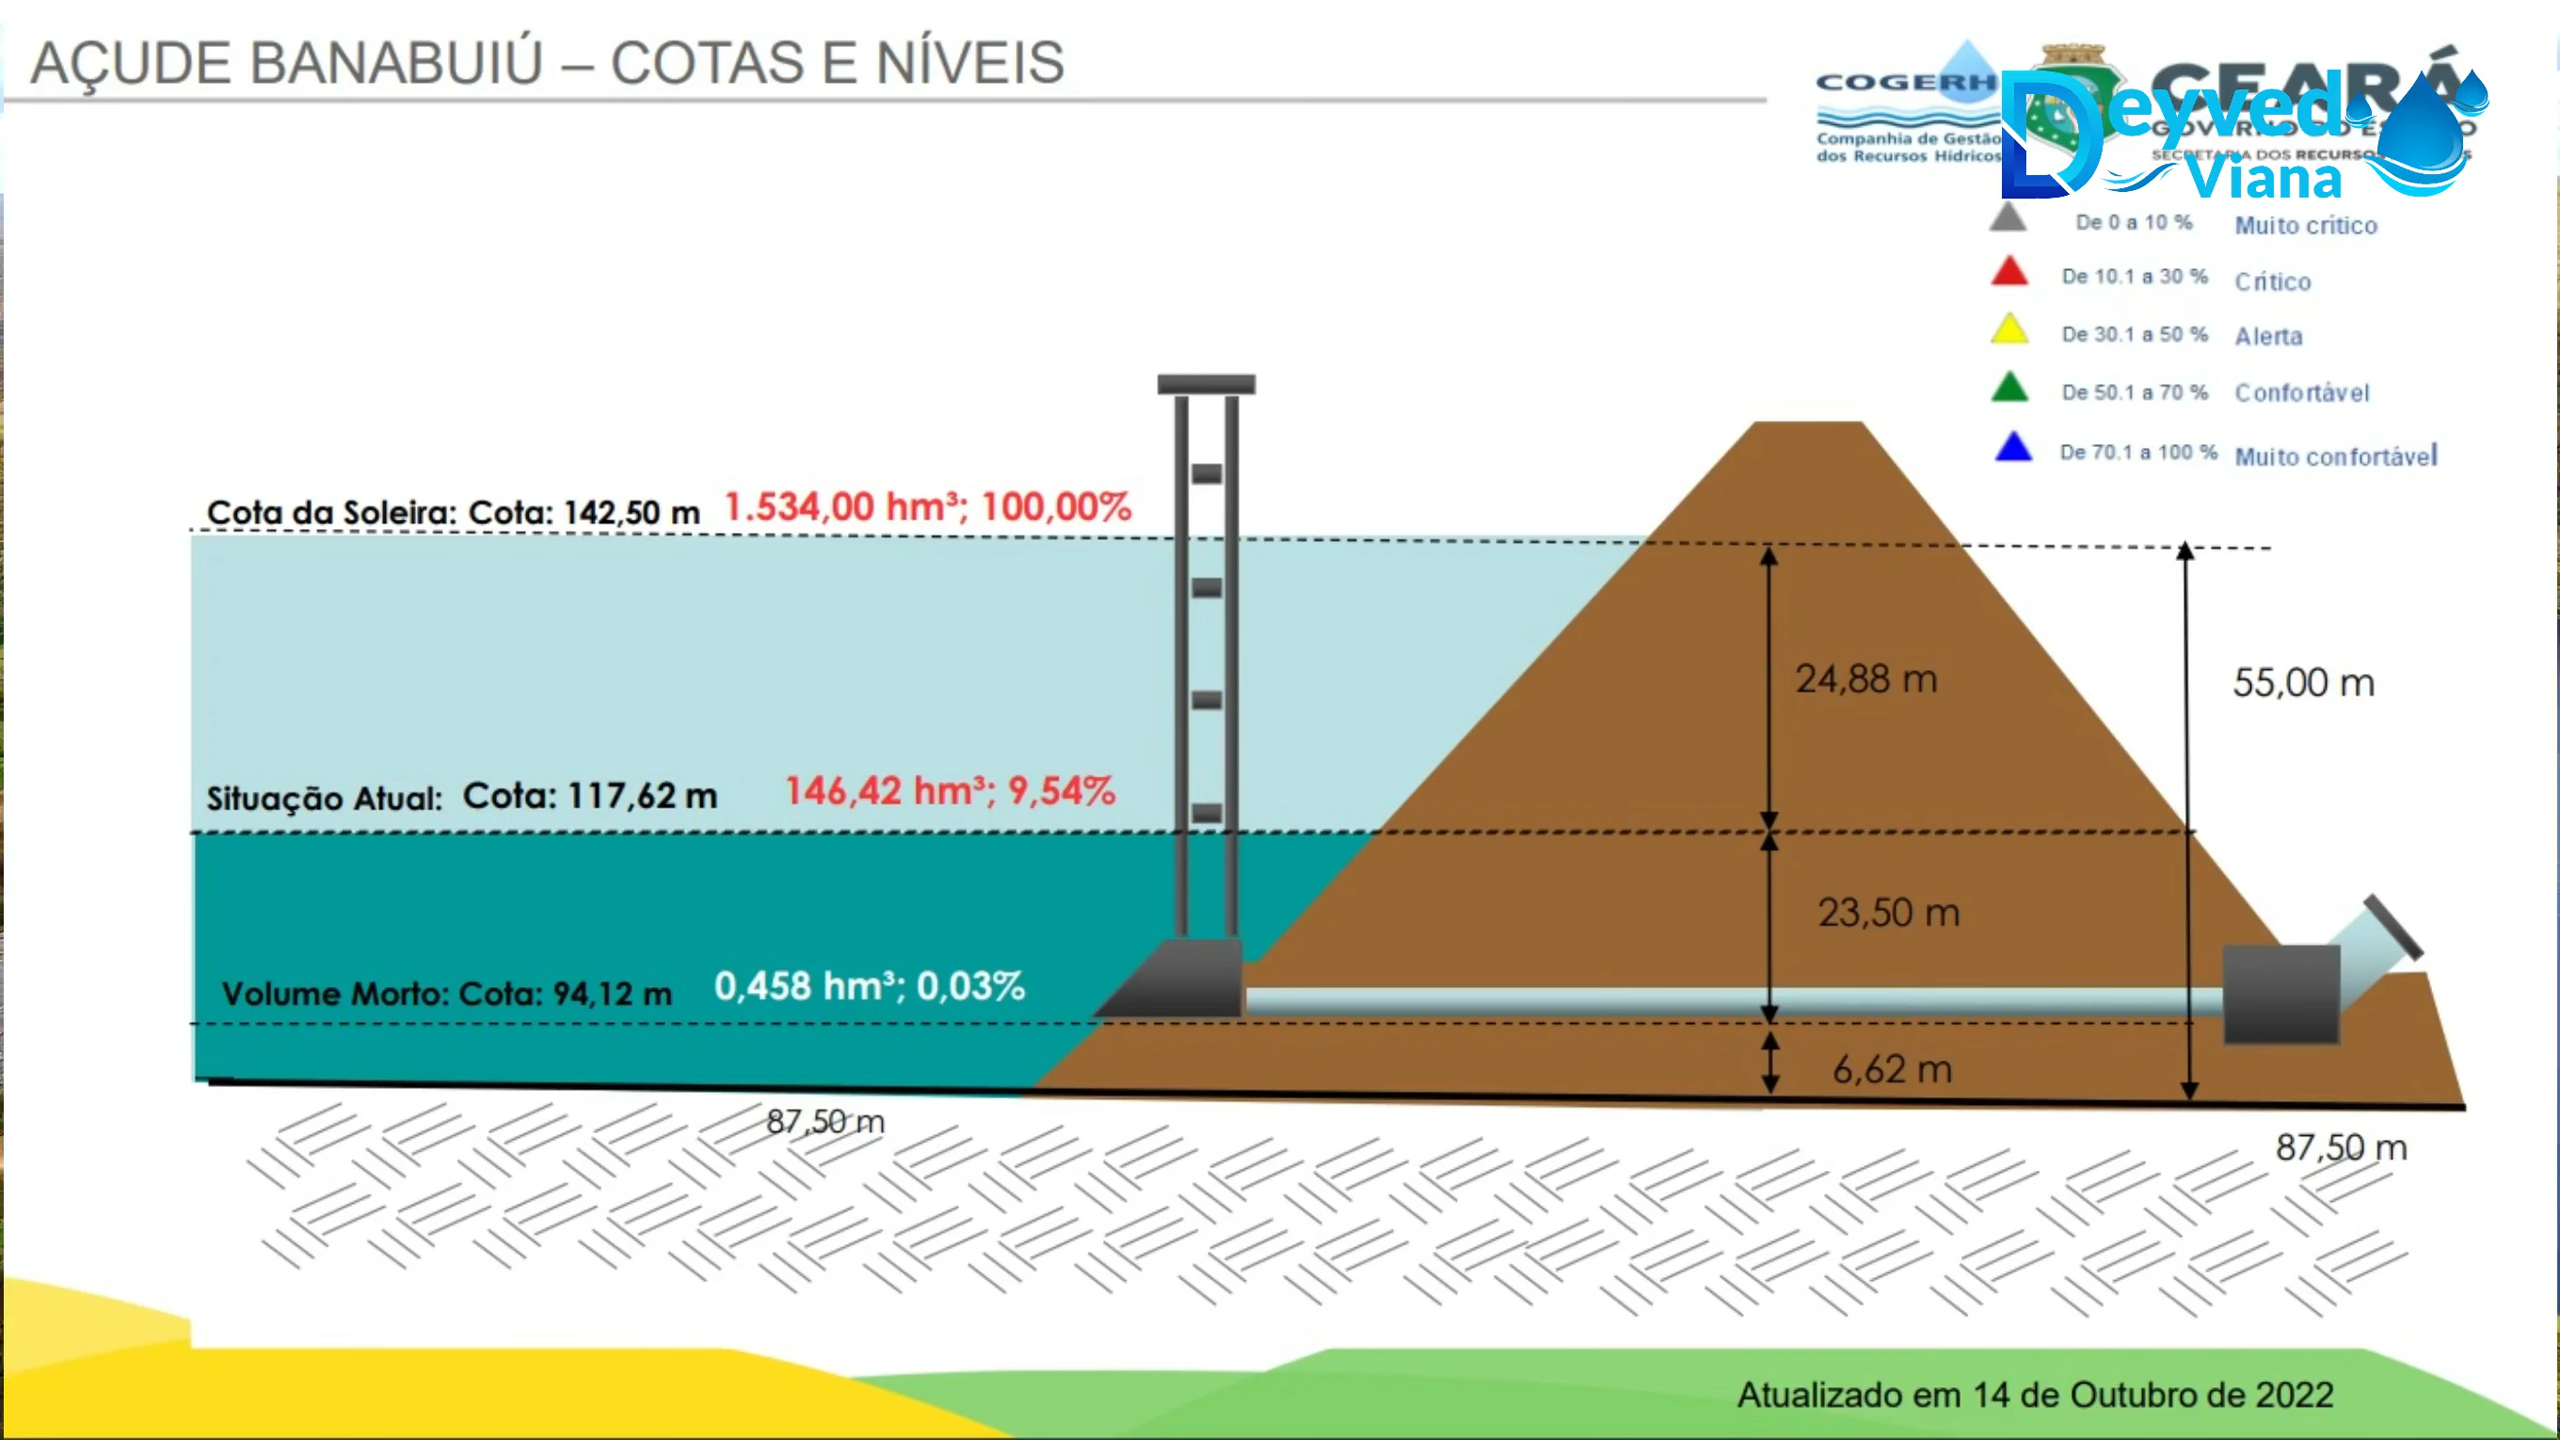 AÇUDE BANABUIÚ – COTAS E NÍVEIS
COGERH
Companhia de Gestão
dos Recursos Hídricos
CEARÁ
SECRETARIA DOS RECURSOS
Deyved
Viana
De 0 a 10 % Muito crítico
De 10.1 a 30 % Crítico
De 30.1 a 50 % Alerta
De 50.1 a 70 % Confortável
De 70.1 a 100 % Muito confortável
Cota da Soleira: Cota: 142,50 m 1.534,00 hm³; 100,00%
24,88 m
55,00 m
Situação Atual: Cota: 117,62 m 146,42 hm³; 9,54%
23,50 m
Volume Morto: Cota: 94,12 m 0,458 hm³; 0,03%
6,62 m
87,50 m
87,50 m
Atualizado em 14 de Outubro de 2022